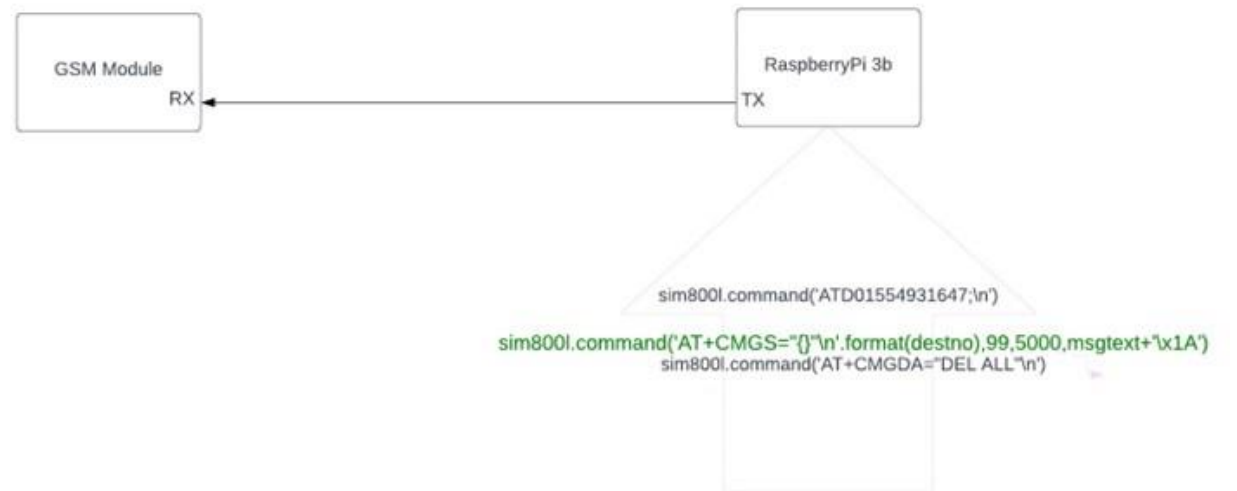 GSM Module
RX
RaspberryPi 3b
TX
sim800l.command('ATD01554931647;\n')
sim800l.command('AT+CMGS="{}"\n'.format(destno),99,5000,msgtext+'\x1A')
sim800l.command('AT+CMGDA="DEL ALL"\n')